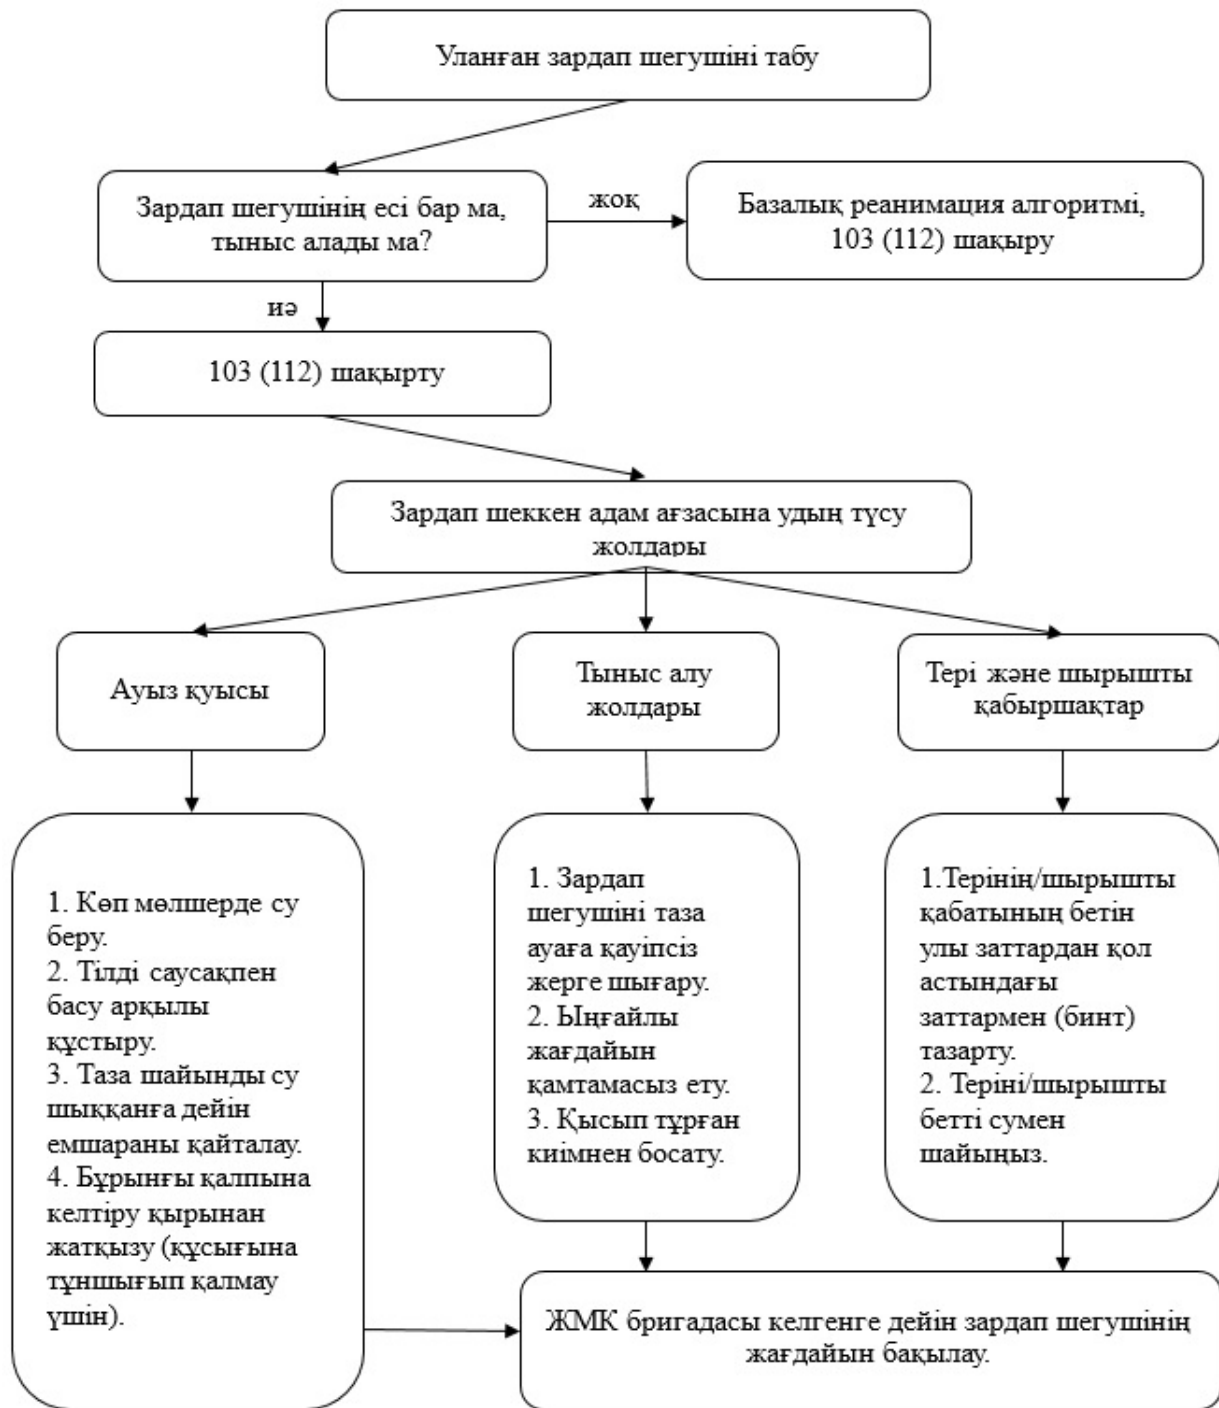 Уланған зардап шегушіні табу
Зардап шегушінің есі бар ма,
тыныс алады ма?
жоқ
Базалық реанимация алгоритмі,
103 (112) шақыру
иә
103 (112) шақырту
Зардап шеккен адам ағзасына удың түсу
жолдары
Ауыз қуысы
Тыныс алу
жолдары
Тері және шырышты
қабыршақтар
1. Көп мөлшерде су
беру.
2. Тілді саусақпен
басу арқылы
құстыру.
3. Таза шайынды су
шыққанға дейін
емшараны қайталау.
4. Бұрынғы қалпына
келтіру қырынан
жатқызу (құсығына
тұншығып қалмау
үшін).
1. Зардап
шегушіні таза
ауаға қауіпсіз
жерге шығару.
2. Ыңғайлы
жағдайын
қамтамасыз ету.
3. Қысып тұрған
киімнен босату.
1.Терінің/шырышты
қабатының бетін
улы заттардан қол
астындағы
заттармен (бинт)
тазарту.
2. Теріні/шырышты
бетті сумен
шайыңыз.
ЖМК бригадасы келгенге дейін зардап шегушінің
жағдайын бақылау.